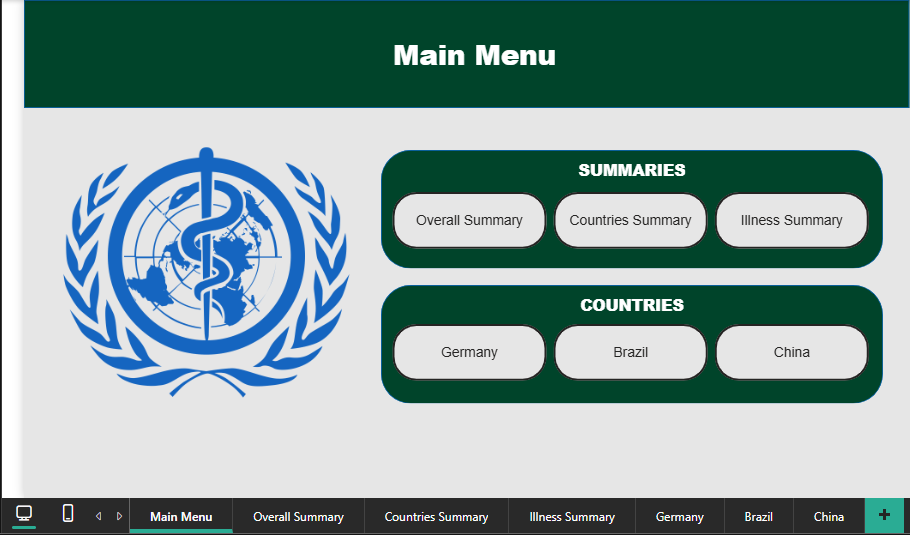 Main Menu
SUMMARIES
Overall Summary Countries Summary Illness Summary
COUNTRIES
Germany Brazil China
Main Menu Overall Summary Countries Summary Illness Summary Germany Brazil China +